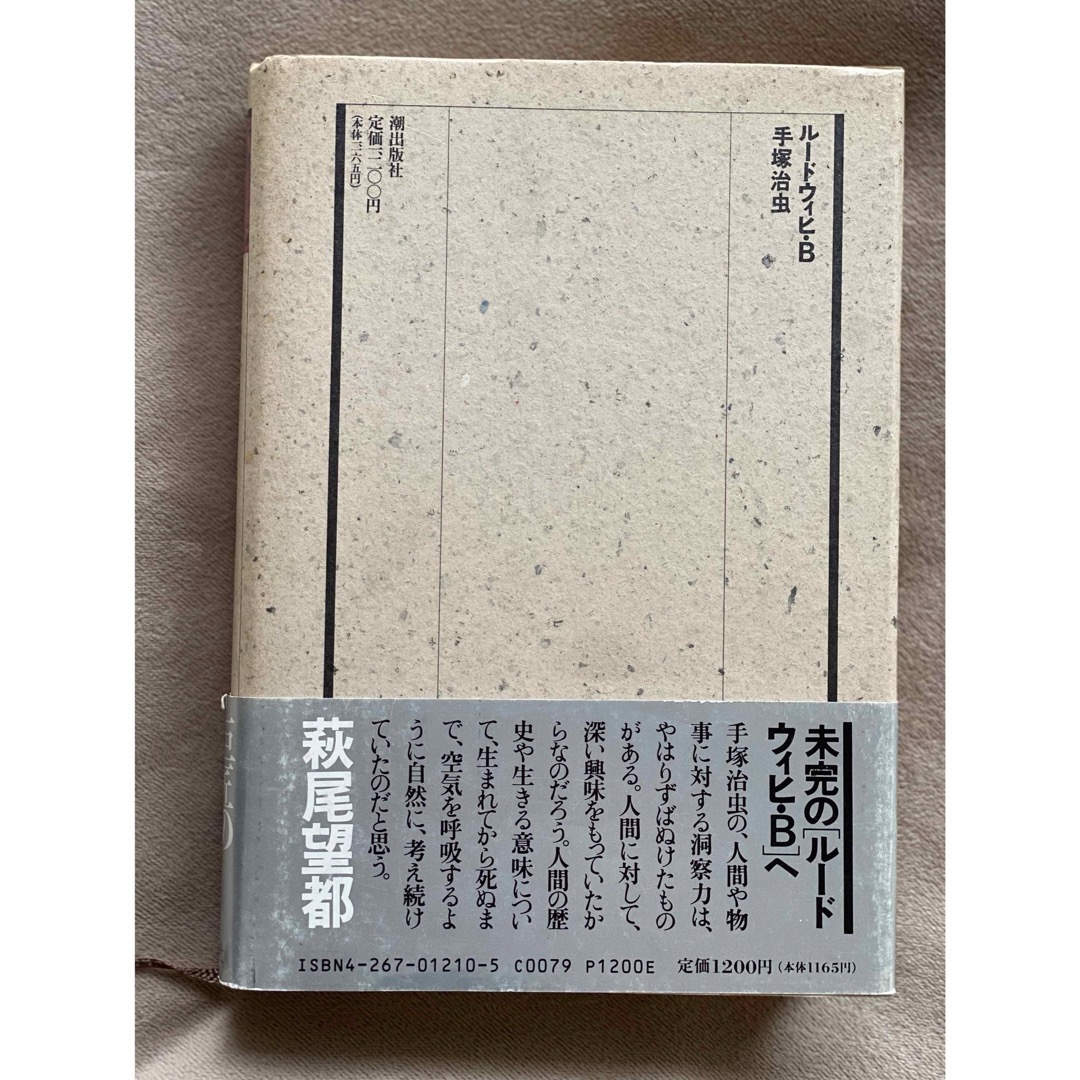 ルードウィヒ・B
手塚治虫
潮出版社
定価一二〇〇円
(本体一一六五円)
未完の[ルード
ウィヒ・B]へ
手塚治虫の、人間や物
事に対する洞察力は、
やはりずばぬけたもの
がある。人間に対して、
深い興味をもっていたか
らなのだろう。人間の歴
史や生きる意味につい
て、生まれてから死ぬま
で、空気を呼吸するよ
うに自然に、考え続け
ていたのだと思う。
萩尾望都
ISBN4-267-01210-5 C0079 P1200E 定価1200円(本体1165円)